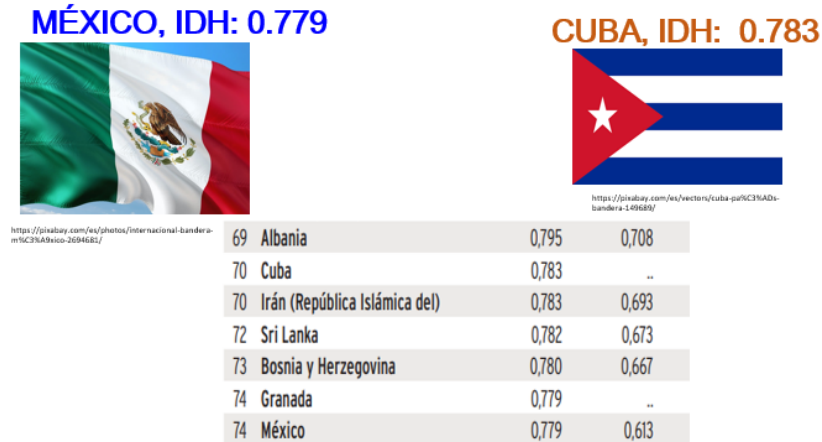 MÉXICO, IDH: 0.779
CUBA, IDH:  0.783
https://pixabay.com/es/vectors/cuba-pa%C3%ADs-
bandera-149689/
https://pixabay.com/es/photos/internacional-bandera-
m%C3%A9xico-2694681/
69 Albania 0,795 0,708
70 Cuba 0,783 ..
70 Irán (República Islámica del) 0,783 0,693
72 Sri Lanka 0,782 0,673
73 Bosnia y Herzegovina 0,780 0,667
74 Granada 0,779 ..
74 México 0,779 0,613